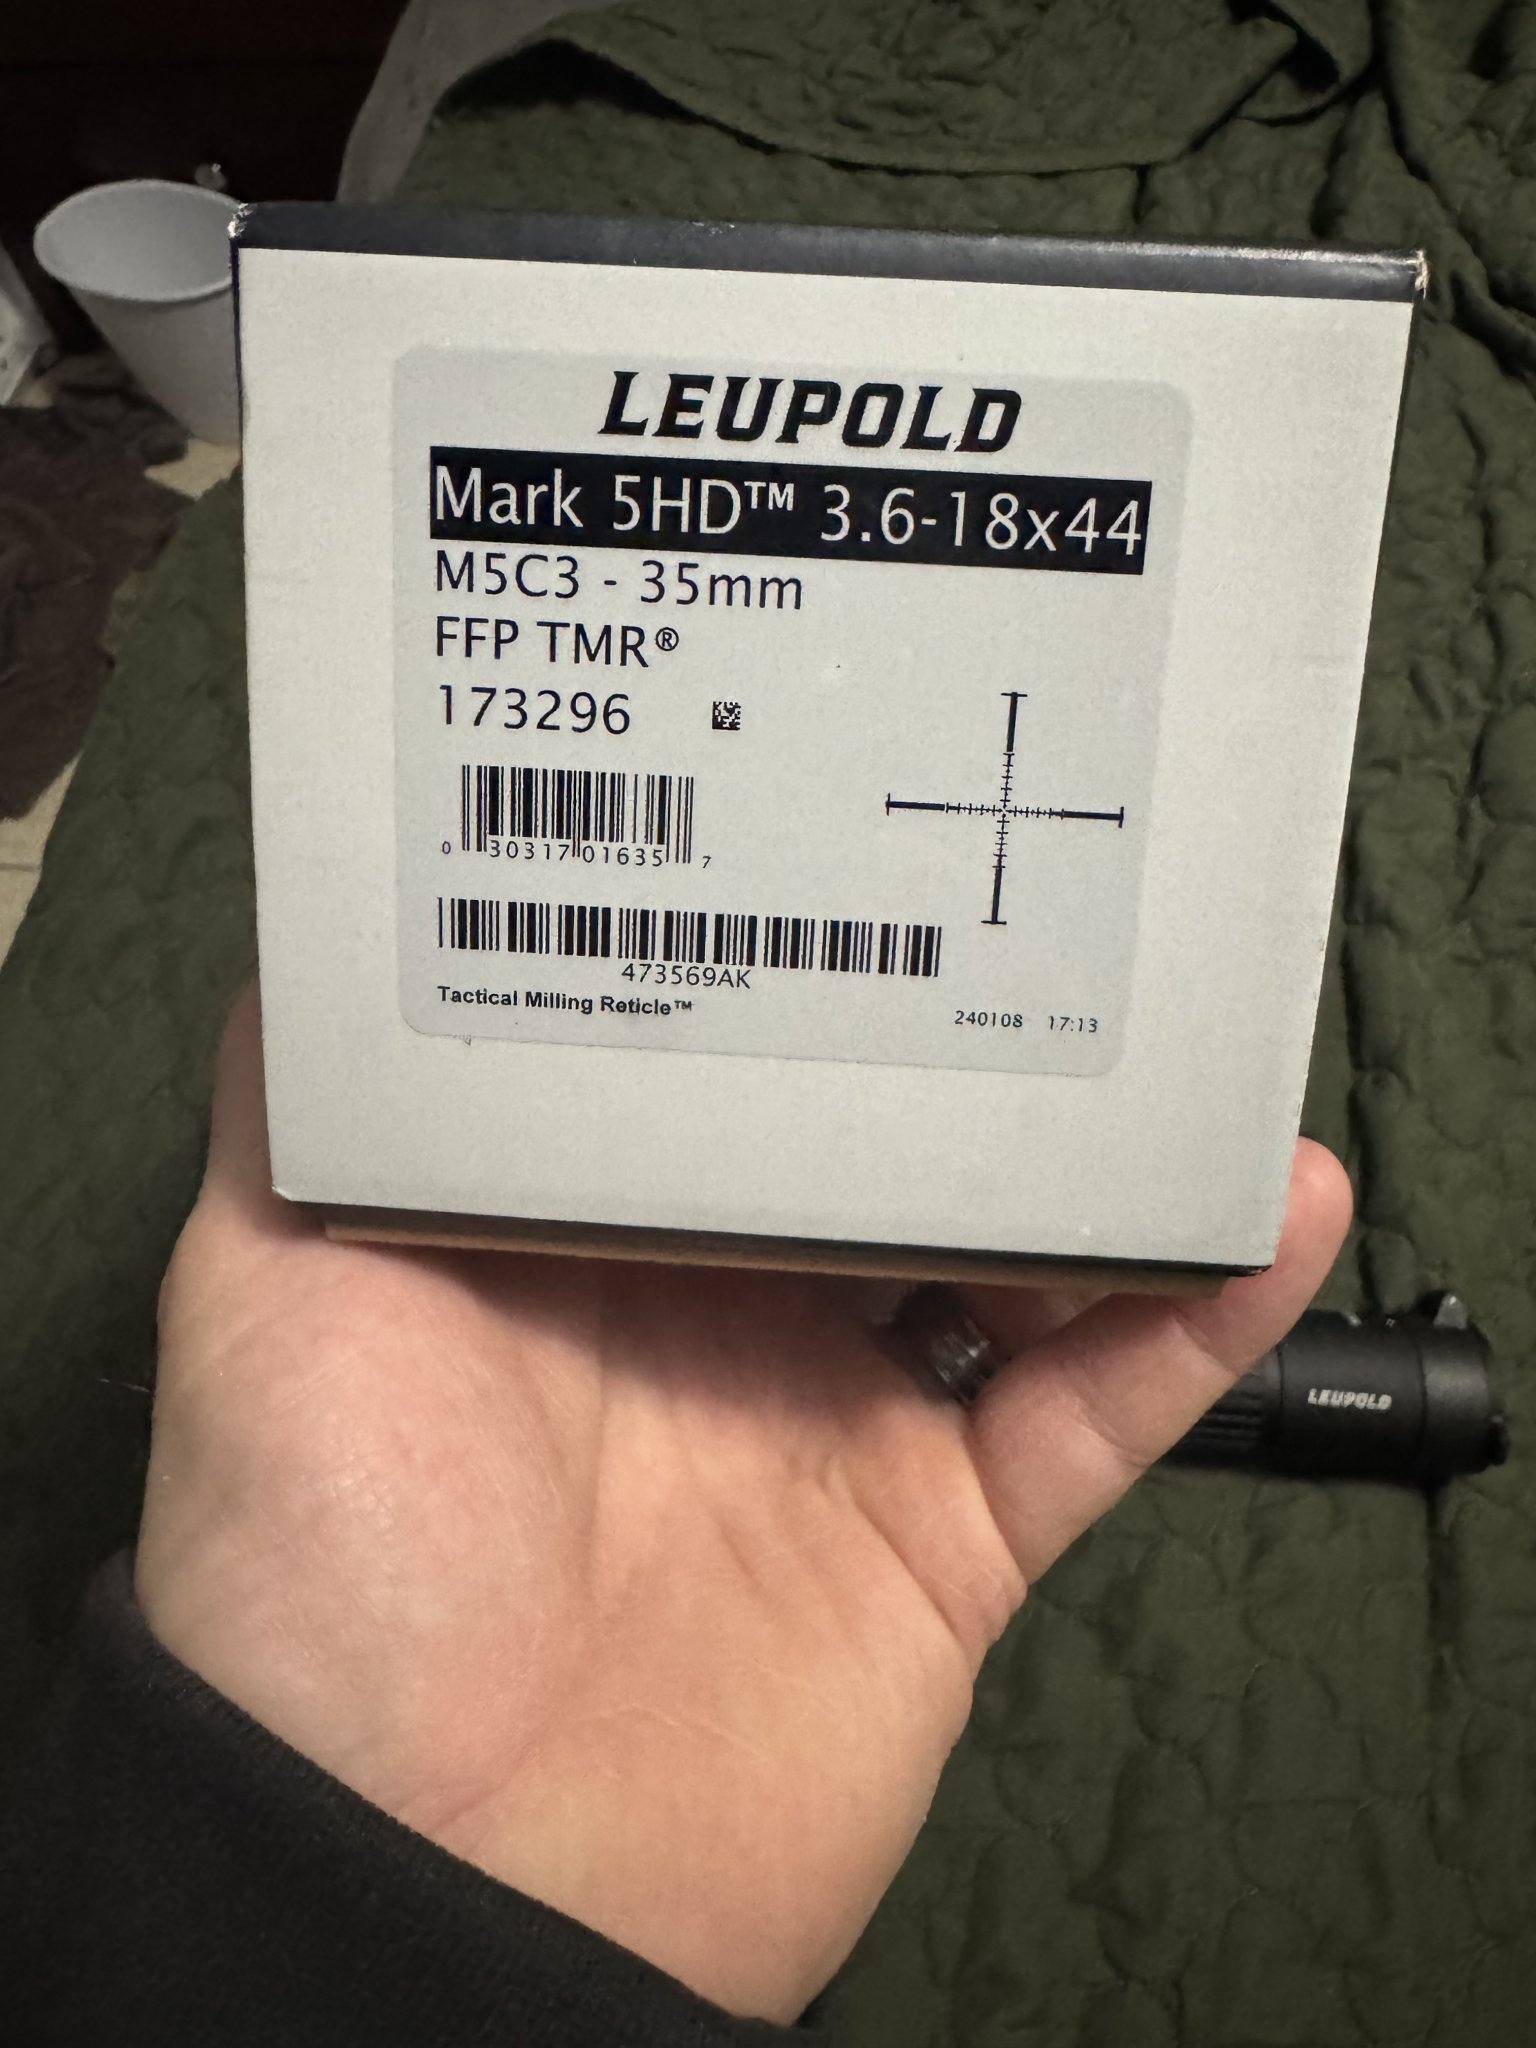 LEUPOLD
Mark 5HD™ 3.6-18x44
M5C3 - 35mm
FFP TMR®
173296
0 30317 01635 7
473569AK
Tactical Milling Reticle™
240108 17:13
LEUPOLD